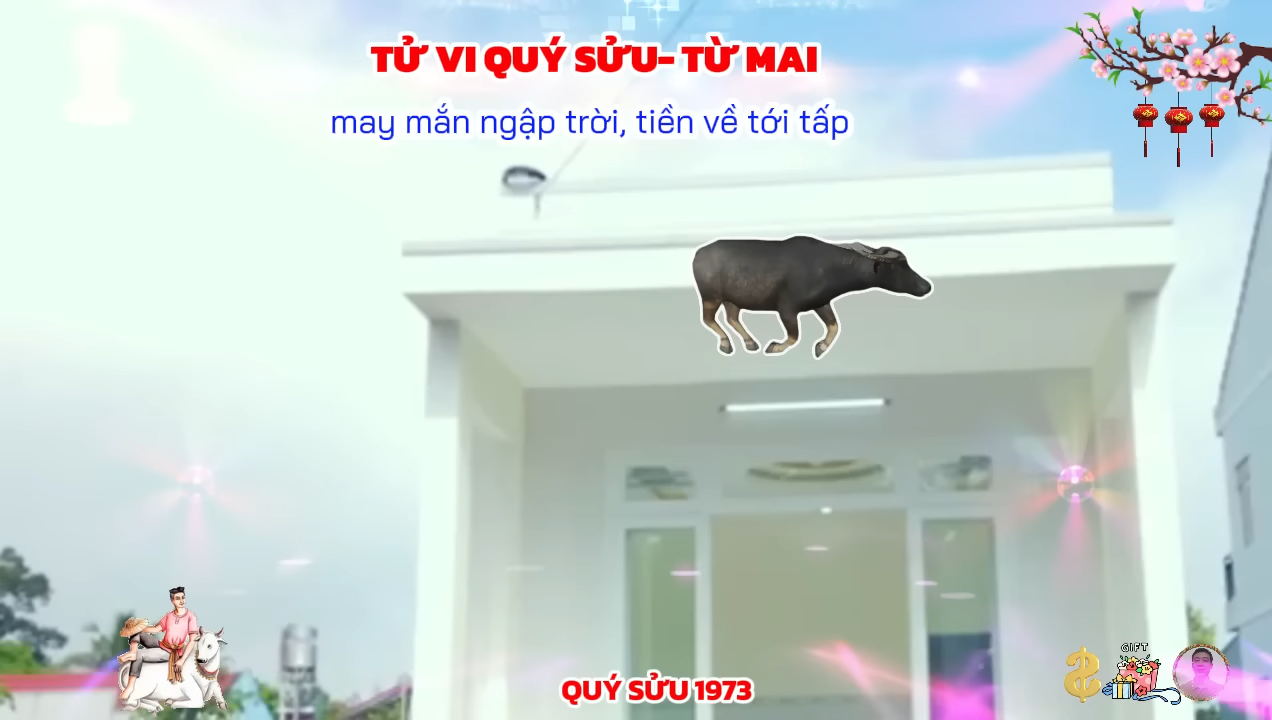 TỬ VI QUÝ SỬU- TỪ MAI
may mắn ngập trời, tiền về tới tấp
GIFT
QUÝ SỬU 1973